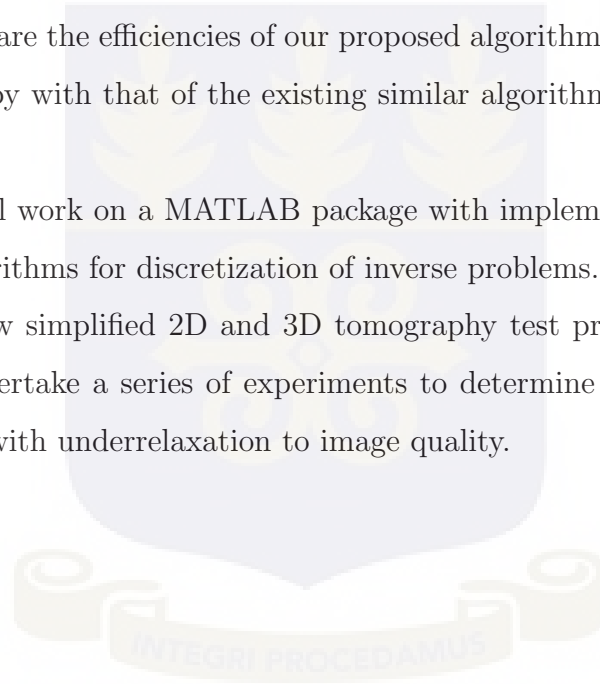 are the efficiencies of our proposed algorithm
by with that of the existing similar algorithm
l work on a MATLAB package with implem
rithms for discretization of inverse problems.
w simplified 2D and 3D tomography test pr
ertake a series of experiments to determine
with underrelaxation to image quality.
INTEGRI PROCEDAMUS